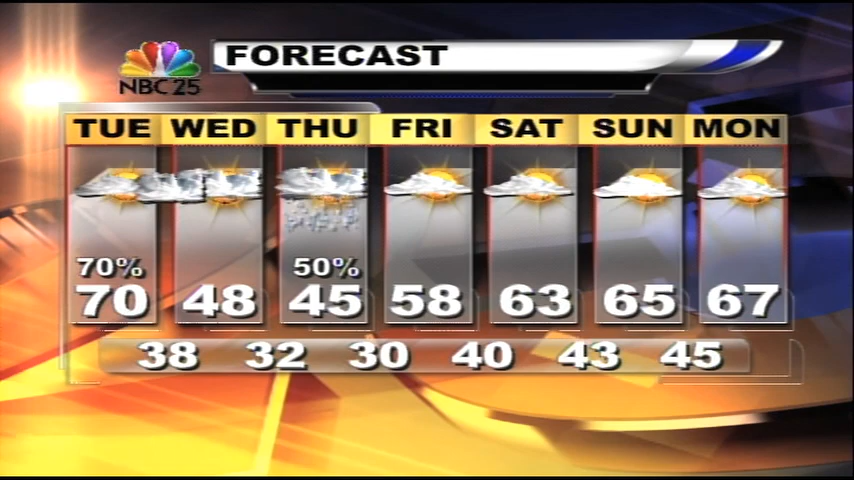 FORECAST
NBC 25
TUE WED THU FRI SAT SUN MON
70% 50%
70 48 45 58 63 65 67
38 32 30 40 43 45